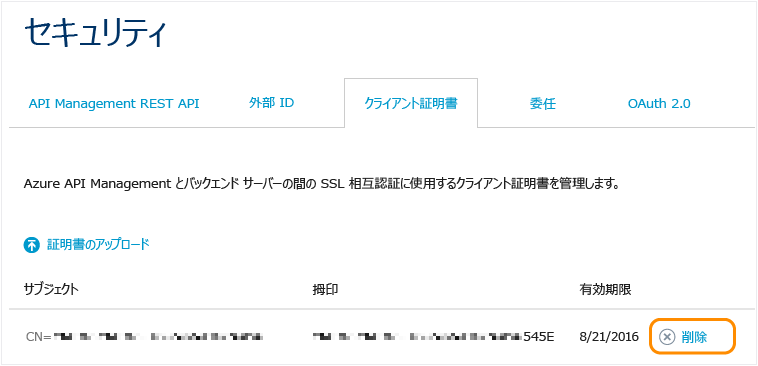 セキュリティ
API Management REST API 外部 ID クライアント証明書 委任 OAuth 2.0
Azure API Management とバックエンド サーバーの間の SSL 相互認証に使用するクライアント証明書を管理します。
証明書のアップロード
サブジェクト 拇印 有効期限
CN= 545E 8/21/2016 削除